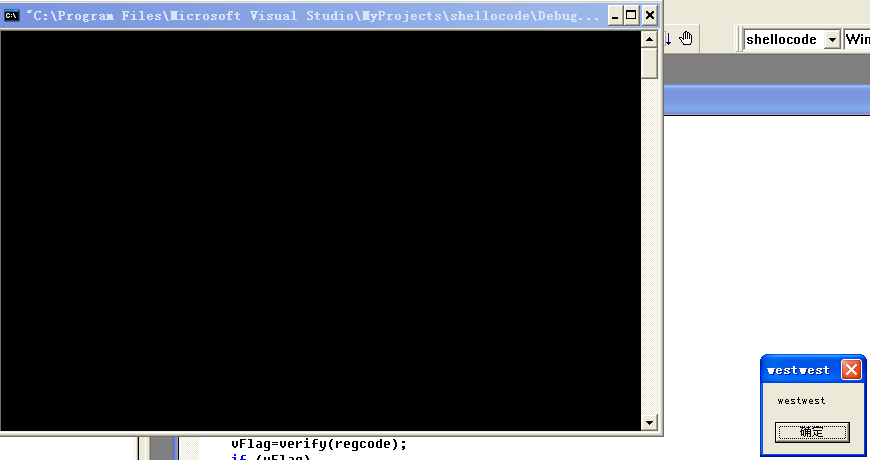 "C:\Program Files\Microsoft Visual Studio\MyProjects\shellocode\Debug...
shellocode
Win
westwest
westwest
确定
vFlag=verify(regcode);
if (vFlag)